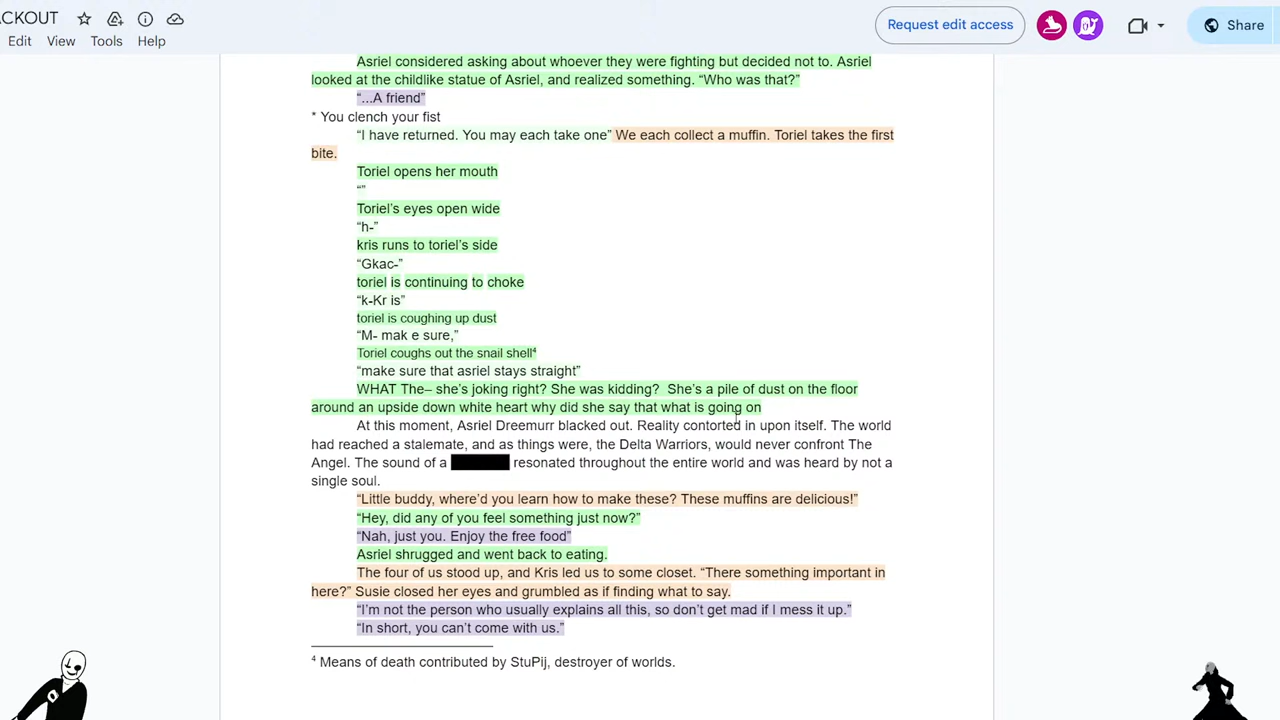 CKOUT
Edit View Tools Help
Request edit access
Share
Asriel considered asking about whoever they were fighting but decided not to. Asriel
looked at the childlike statue of Asriel, and realized something. “Who was that?”
“...A friend”
* You clench your fist
“I have returned. You may each take one” We each collect a muffin. Toriel takes the first
bite.
Toriel opens her mouth
“”
Toriel’s eyes open wide
“h-”
kris runs to toriel’s side
“Gkac-”
toriel is continuing to choke
“k-Kr is”
toriel is coughing up dust
“M- mak e sure,”
Toriel coughs out the snail shell⁴
“make sure that asriel stays straight”
WHAT The– she’s joking right? She was kidding?  She’s a pile of dust on the floor
around an upside down white heart why did she say that what is going on
At this moment, Asriel Dreemurr blacked out. Reality contorted in upon itself. The world
had reached a stalemate, and as things were, the Delta Warriors, would never confront The
Angel. The sound of a resonated throughout the entire world and was heard by not a
single soul.
“Little buddy, where’d you learn how to make these? These muffins are delicious!”
“Hey, did any of you feel something just now?”
“Nah, just you. Enjoy the free food”
Asriel shrugged and went back to eating.
The four of us stood up, and Kris led us to some closet. “There something important in
here?” Susie closed her eyes and grumbled as if finding what to say.
“I’m not the person who usually explains all this, so don’t get mad if I mess it up.”
“In short, you can’t come with us.”
⁴ Means of death contributed by StuPij, destroyer of worlds.